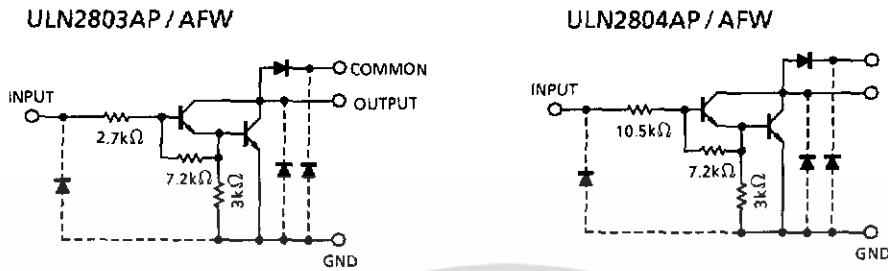 ULN2803AP / AFW
COMMON
INPUT
OUTPUT
2.7kΩ
7.2kΩ
3kΩ
GND
ULN2804AP / AFW
INPUT
10.5kΩ
7.2kΩ
3kΩ
GND